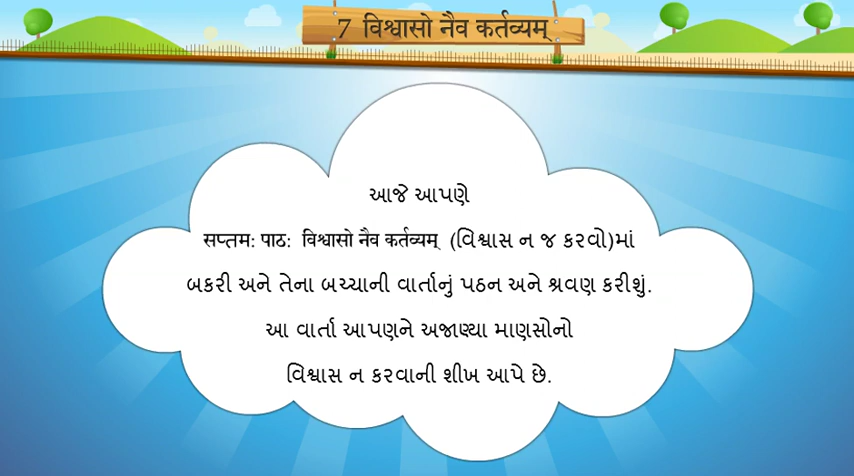 7 विश्वासो नैव कर्तव्यम्
આજે આપણે
सप्तम: पाठ: विश्वासो नैव कर्तव्यम् (વિશ્વાસ ન જ કરવો)માં
બકરી અને તેના બચ્ચાની વાર્તાનું પઠન અને શ્રવણ કરીશું.
આ વાર્તા આપણને અજાણ્યા માણસોનો
વિશ્વાસ ન કરવાની શીખ આપે છે.